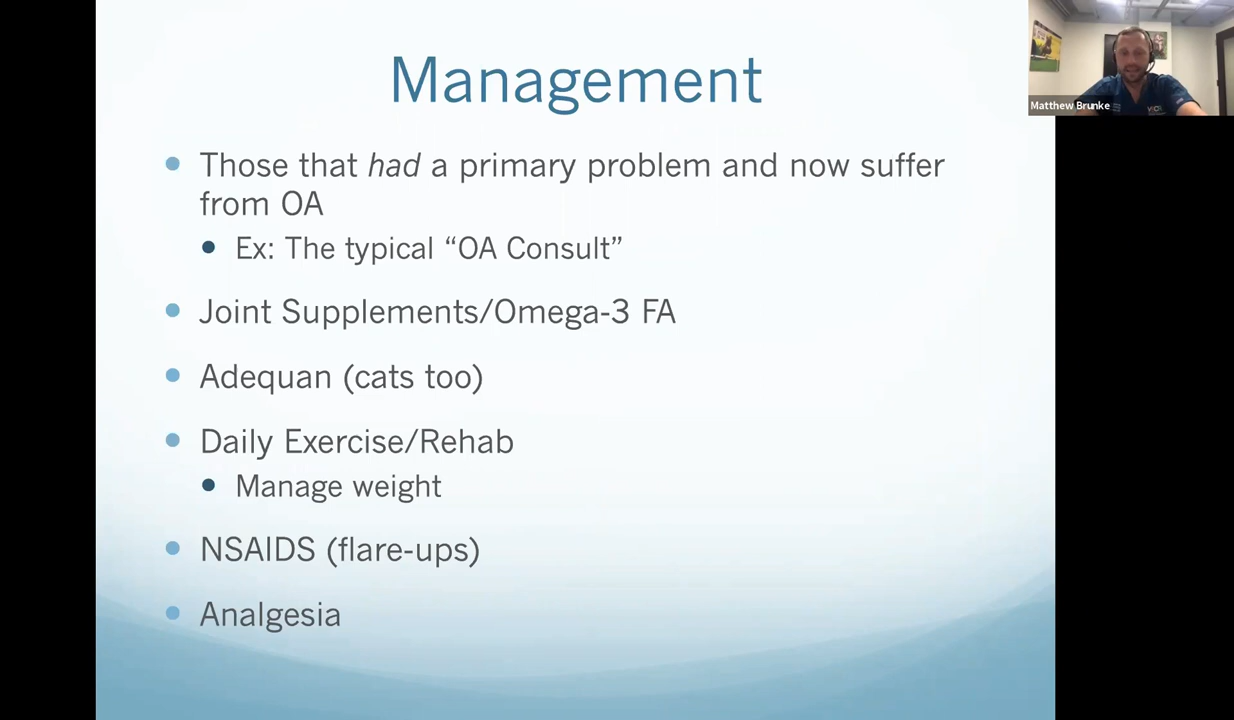 Management
Those that had a primary problem and now suffer
from OA
Ex: The typical “OA Consult”
Joint Supplements/Omega-3 FA
Adequan (cats too)
Daily Exercise/Rehab
Manage weight
NSAIDS (flare-ups)
Analgesia
Matthew Brunke